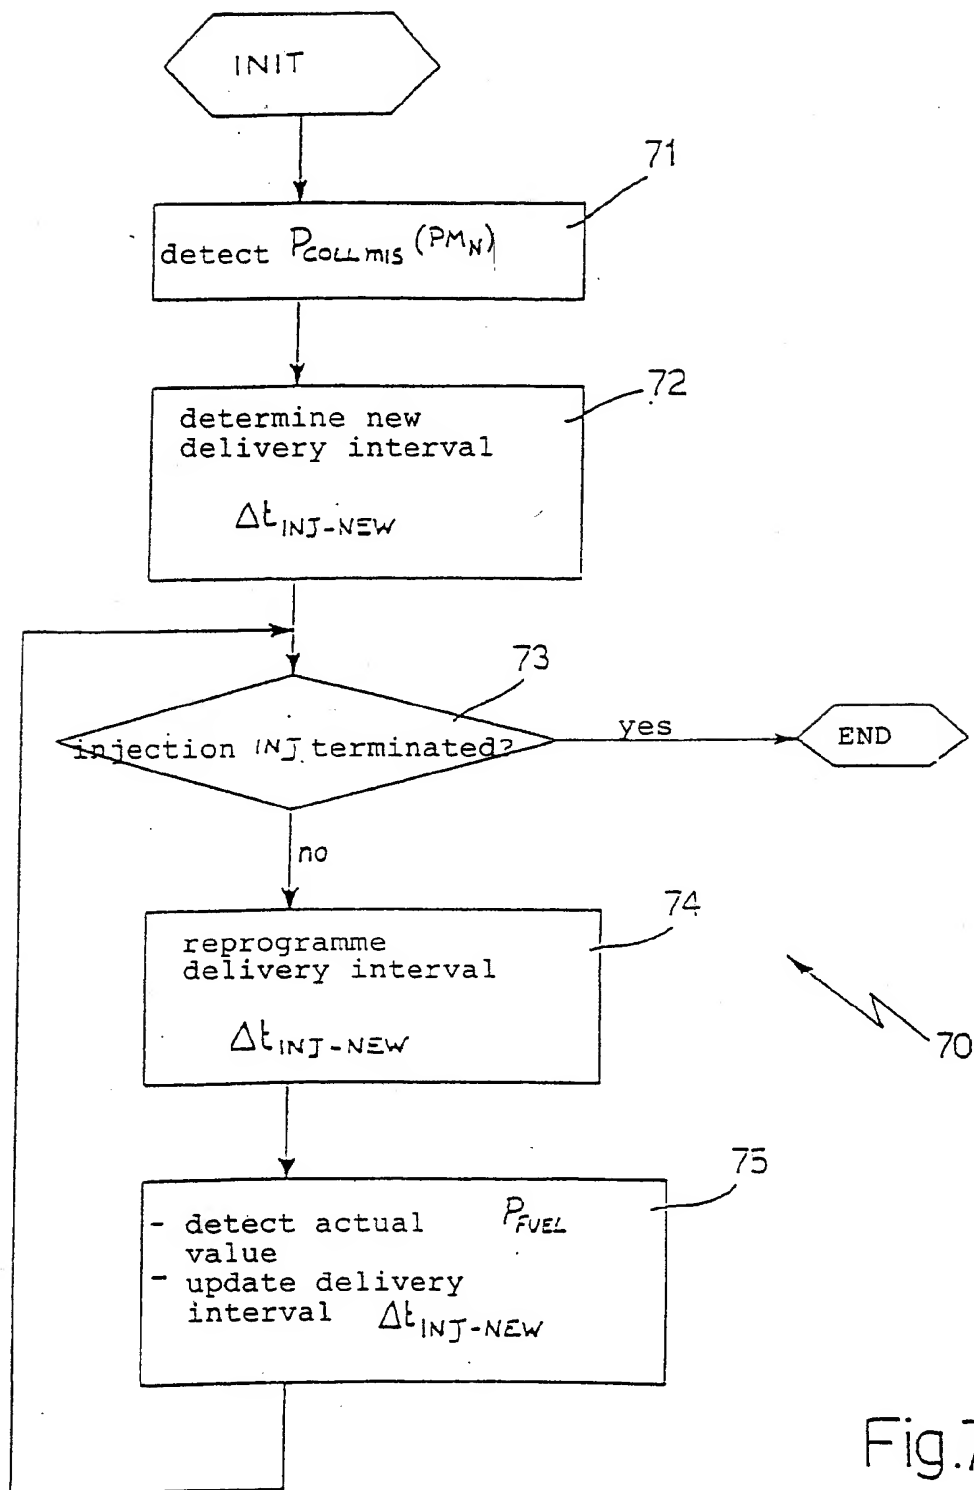 INIT
71
detect P_COLL MIS (PM_N)
72
determine new
delivery interval
Δt_INJ-NEW
73
injection INJ terminated?
yes
END
no
74
reprogramme
delivery interval
Δt_INJ-NEW
70
75
- detect actual P_FUEL
value
- update delivery
interval Δt_INJ-NEW
Fig.7